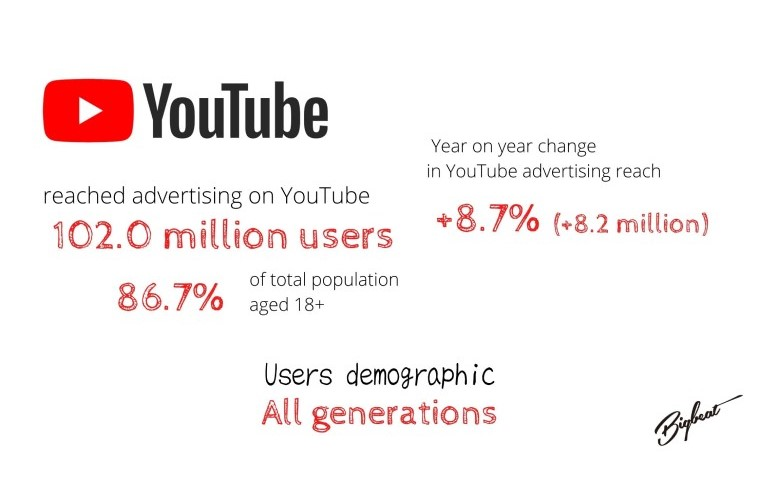 YouTube
reached advertising on YouTube
102.0 million users
86.7%
of total population
aged 18+
Year on year change
in YouTube advertising reach
+8.7% (+8.2 million)
Users demographic
All generations
Bigbeat